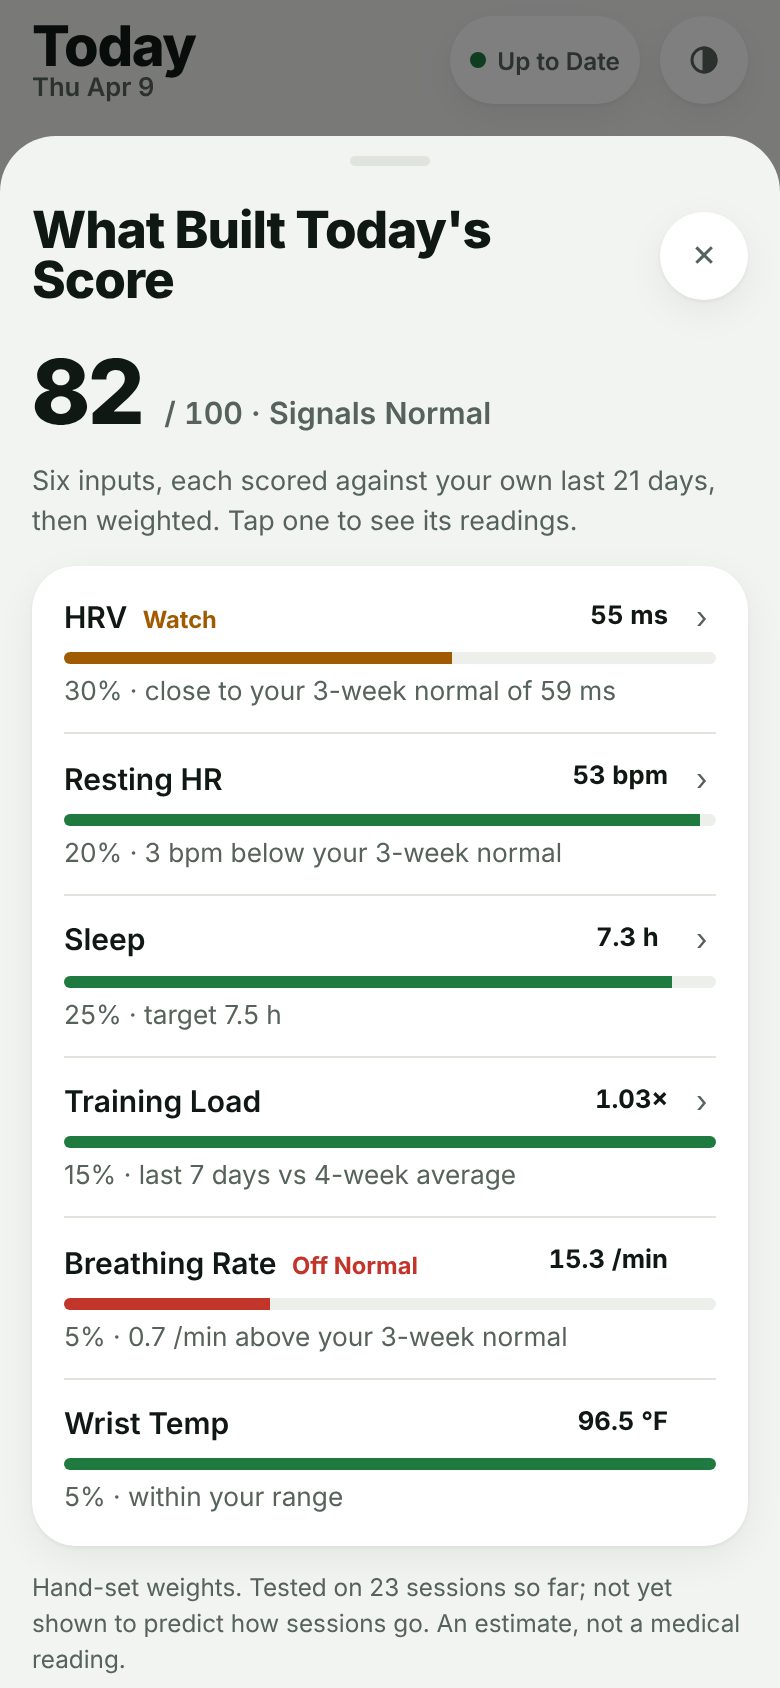 Today
Thu Apr 9
Up to Date
What Built Today's
Score
82 / 100 · Signals Normal
Six inputs, each scored against your own last 21 days,
then weighted. Tap one to see its readings.
HRV Watch 55 ms ›
30% · close to your 3-week normal of 59 ms
Resting HR 53 bpm ›
20% · 3 bpm below your 3-week normal
Sleep 7.3 h ›
25% · target 7.5 h
Training Load 1.03× ›
15% · last 7 days vs 4-week average
Breathing Rate Off Normal 15.3 /min
5% · 0.7 /min above your 3-week normal
Wrist Temp 96.5 °F
5% · within your range
Hand-set weights. Tested on 23 sessions so far; not yet
shown to predict how sessions go. An estimate, not a medical
reading.